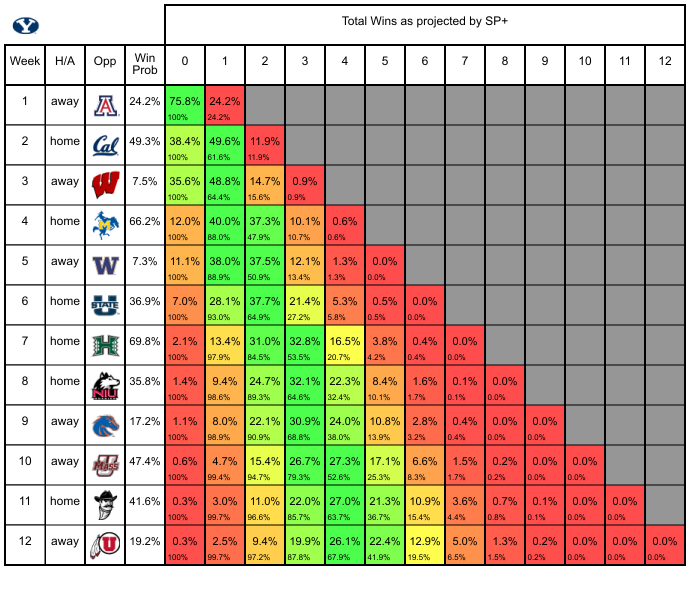 Y
Total Wins as projected by SP+
Week H/A Opp Win Prob 0 1 2 3 4 5 6 7 8 9 10 11 12
1 away A 24.2% 75.8% 24.2%
100% 24.2%
2 home Cal 49.3% 38.4% 49.6% 11.9%
100% 61.6% 11.9%
3 away W 7.5% 35.6% 48.8% 14.7% 0.9%
100% 64.4% 15.6% 0.9%
4 home M 66.2% 12.0% 40.0% 37.3% 10.1% 0.6%
100% 88.0% 47.9% 10.7% 0.6%
5 away W 7.3% 11.1% 38.0% 37.5% 12.1% 1.3% 0.0%
100% 88.9% 50.9% 13.4% 1.3% 0.0%
6 home U STATE 36.9% 7.0% 28.1% 37.7% 21.4% 5.3% 0.5% 0.0%
100% 93.0% 64.9% 27.2% 5.8% 0.5% 0.0%
7 home H 69.8% 2.1% 13.4% 31.0% 32.8% 16.5% 3.8% 0.4% 0.0%
100% 97.9% 84.5% 53.5% 20.7% 4.2% 0.4% 0.0%
8 home NIU 35.8% 1.4% 9.4% 24.7% 32.1% 22.3% 8.4% 1.6% 0.1% 0.0%
100% 98.6% 89.3% 64.6% 32.4% 10.1% 1.7% 0.1% 0.0%
9 away 17.2% 1.1% 8.0% 22.1% 30.9% 24.0% 10.8% 2.8% 0.4% 0.0% 0.0%
100% 98.9% 90.9% 68.8% 38.0% 13.9% 3.2% 0.4% 0.0% 0.0%
10 away UMass 47.4% 0.6% 4.7% 15.4% 26.7% 27.3% 17.1% 6.6% 1.5% 0.2% 0.0% 0.0%
100% 99.4% 94.7% 79.3% 52.6% 25.3% 8.3% 1.7% 0.2% 0.0% 0.0%
11 home 41.6% 0.3% 3.0% 11.0% 22.0% 27.0% 21.3% 10.9% 3.6% 0.7% 0.1% 0.0% 0.0%
100% 99.7% 96.6% 85.7% 63.7% 36.7% 15.4% 4.4% 0.8% 0.1% 0.0% 0.0%
12 away U 19.2% 0.3% 2.5% 9.4% 19.9% 26.1% 22.4% 12.9% 5.0% 1.3% 0.2% 0.0% 0.0% 0.0%
100% 99.7% 97.2% 87.8% 67.9% 41.9% 19.5% 6.5% 1.5% 0.2% 0.0% 0.0% 0.0%